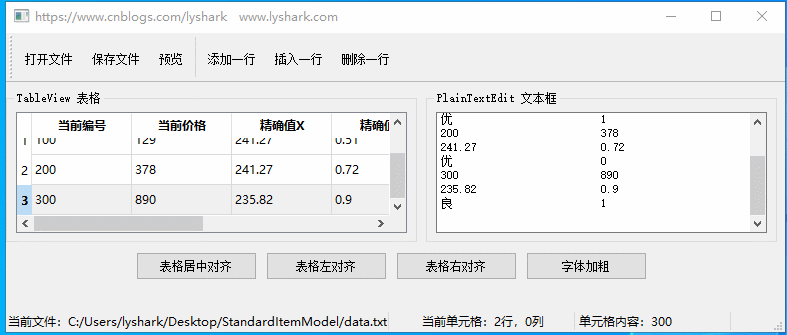 https://www.cnblogs.com/lyshark www.lyshark.com
打开文件 保存文件 预览 添加一行 插入一行 删除一行
TableView 表格
当前编号 当前价格 精确值X 精确值
1 100 129 241.27 0.51
2 200 378 241.27 0.72
3 300 890 235.82 0.9
PlainTextEdit 文本框
优 1
200 378
241.27 0.72
优 0
300 890
235.82 0.9
良 1
表格居中对齐 表格左对齐 表格右对齐 字体加粗
当前文件：C:/Users/lyshark/Desktop/StandardItemModel/data.txt 当前单元格：2行，0列 单元格内容：300